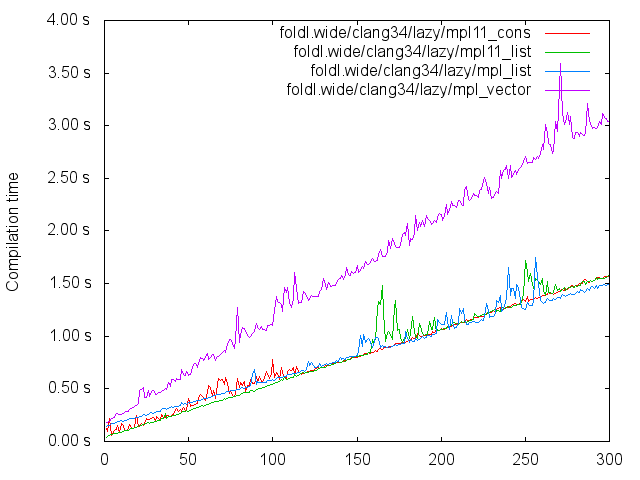 4.00 s
3.50 s
3.00 s
2.50 s
2.00 s
1.50 s
1.00 s
0.50 s
0.00 s
Compilation time
foldl.wide/clang34/lazy/mpl11_cons
foldl.wide/clang34/lazy/mpl11_list
foldl.wide/clang34/lazy/mpl_list
foldl.wide/clang34/lazy/mpl_vector
0 50 100 150 200 250 300